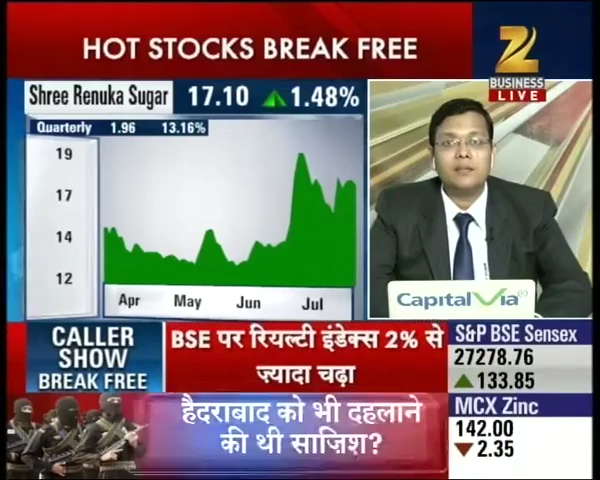 HOT STOCKS BREAK FREE
Z
BUSINESS
LIVE
Shree Renuka Sugar 17.10 1.48%
Quarterly 1.96 13.16%
19
17
14
12
Apr May Jun Jul
CapitalVia
CALLER
SHOW
BREAK FREE
BSE पर रियल्टी इंडेक्स 2% से
ज़्यादा चढ़ा
S&P BSE Sensex
27278.76
133.85
MCX Zinc
142.00
2.35
हैदराबाद को भी दहलाने
की थी साज़िश?